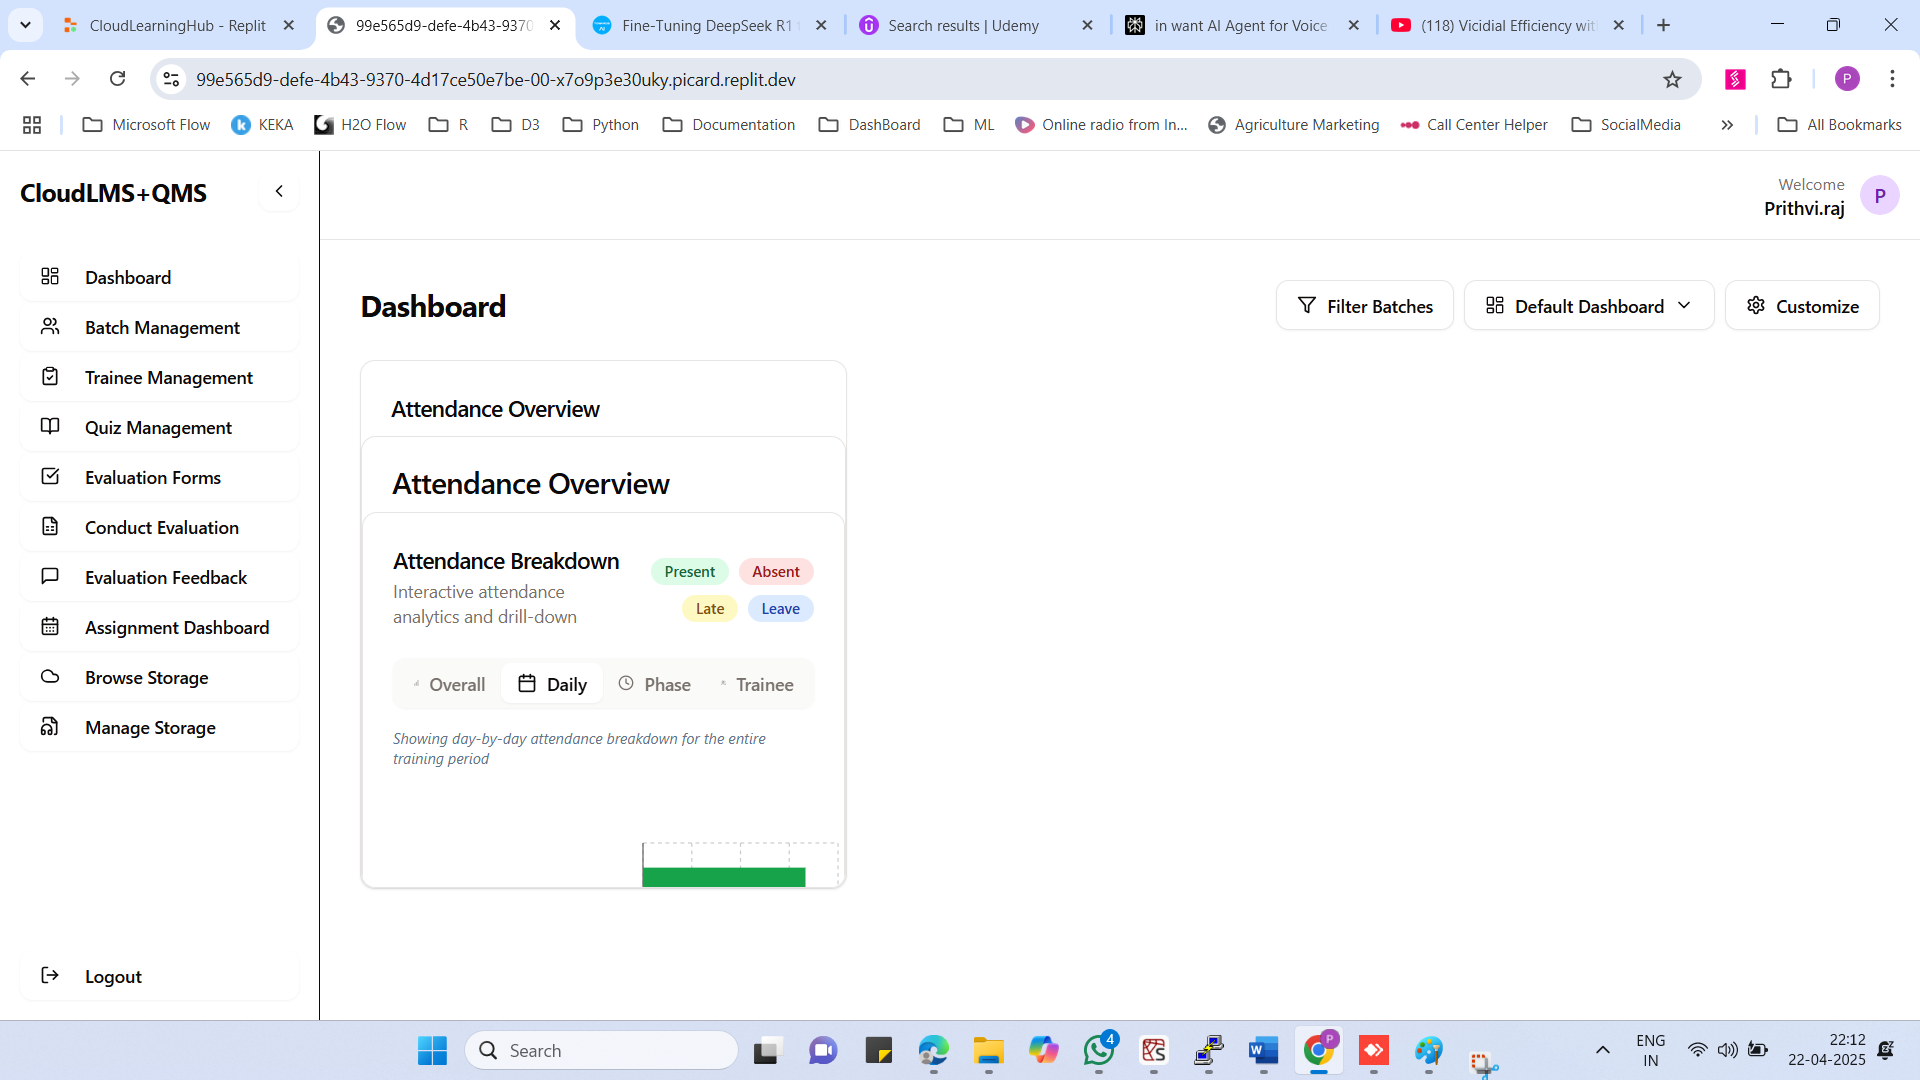 CloudLearningHub - Replit
99e565d9-defe-4b43-9370
Fine-Tuning DeepSeek R1
Search results | Udemy
in want AI Agent for Voice
(118) Vicidial Efficiency wit
99e565d9-defe-4b43-9370-4d17ce50e7be-00-x7o9p3e30uky.picard.replit.dev
P
Microsoft Flow
KEKA
H2O Flow
R
D3
Python
Documentation
DashBoard
ML
Online radio from In...
Agriculture Marketing
Call Center Helper
SocialMedia
All Bookmarks
CloudLMS+QMS
Welcome
Prithvi.raj
P
Dashboard
Batch Management
Trainee Management
Quiz Management
Evaluation Forms
Conduct Evaluation
Evaluation Feedback
Assignment Dashboard
Browse Storage
Manage Storage
Logout
Dashboard
Filter Batches
Default Dashboard
Customize
Attendance Overview
Attendance Overview
Attendance Breakdown
Interactive attendance
analytics and drill-down
Present
Absent
Late
Leave
Overall
Daily
Phase
Trainee
Showing day-by-day attendance breakdown for the entire
training period
Search
4
P
ENG
IN
22:12
22-04-2025